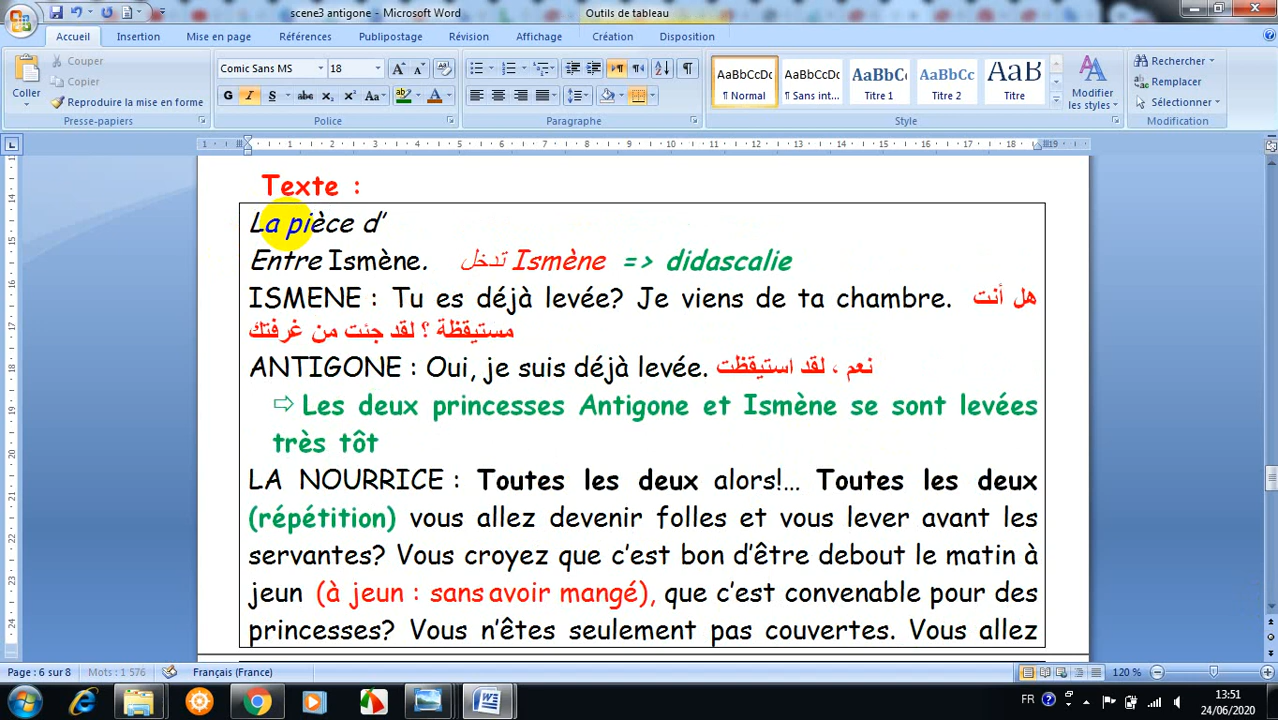 scene3 antigone - Microsoft Word
Outils de tableau
Accueil
Insertion
Mise en page
Références
Publipostage
Révision
Affichage
Création
Disposition
Coller
Couper
Copier
Reproduire la mise en forme
Presse-papiers
Comic Sans MS
18
Police
Paragraphe
AaBbCcDc
¶ Normal
AaBbCcDc
¶ Sans int...
AaBbCc
Titre 1
AaBbCc
Titre 2
AaB
Titre
Modifier
les styles
Style
Rechercher
Remplacer
Sélectionner
Modification
Texte :
La pièce d’
Entre Ismène. تدخل Ismène => didascalie
ISMENE : Tu es déjà levée? Je viens de ta chambre. هل أنت
مستيقظة ؟ لقد جئت من غرفتك
ANTIGONE : Oui, je suis déjà levée. نعم ، لقد استيقظت
⇨ Les deux princesses Antigone et Ismène se sont levées
très tôt
LA NOURRICE : Toutes les deux alors!... Toutes les deux
(répétition) vous allez devenir folles et vous lever avant les
servantes? Vous croyez que c’est bon d’être debout le matin à
jeun (à jeun : sans avoir mangé), que c’est convenable pour des
princesses? Vous n’êtes seulement pas couvertes. Vous allez
Page : 6 sur 8
Mots : 1 576
Français (France)
120 %
FR
13:51
24/06/2020